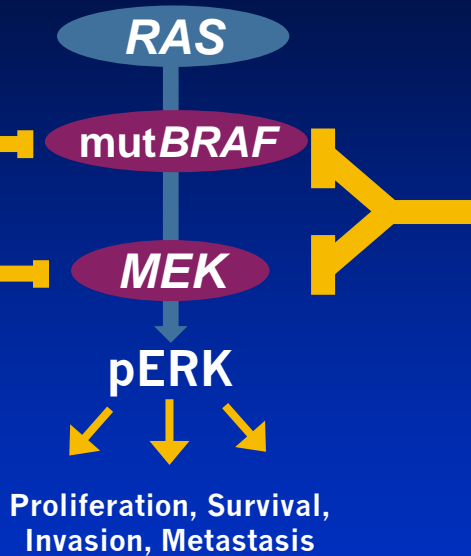 RAS
mutBRAF
MEK
pERK
Proliferation, Survival,
Invasion, Metastasis